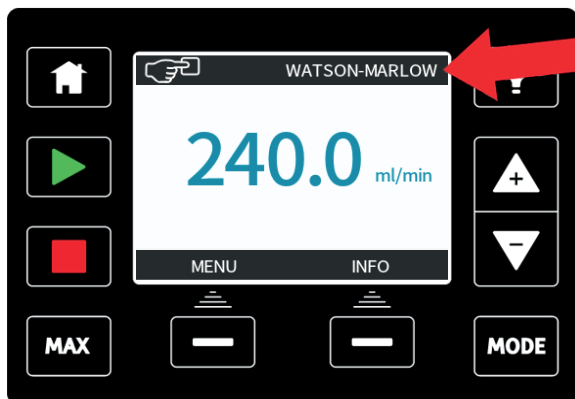 WATSON-MARLOW
240.0 ml/min
MENU INFO
MAX
MODE